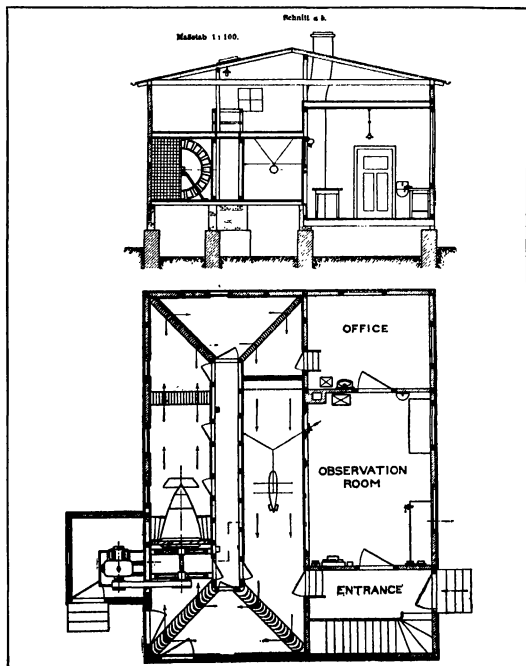 Schnitt a b.
Maßstab 1 : 100.
OFFICE
OBSERVATION
ROOM
ENTRANCE